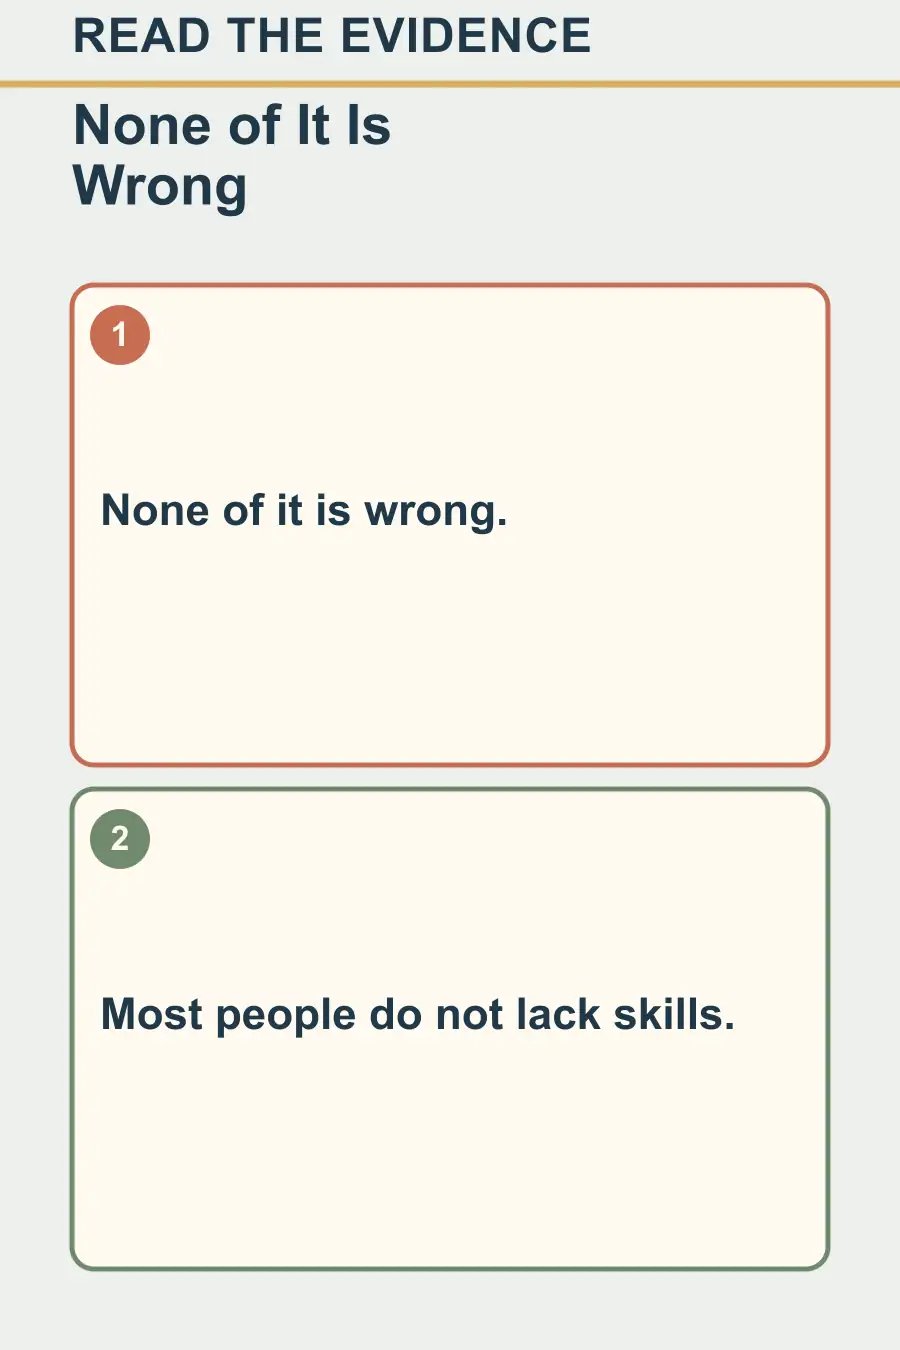 READ THE EVIDENCE
None of It Is
Wrong
1
None of it is wrong.
2
Most people do not lack skills.